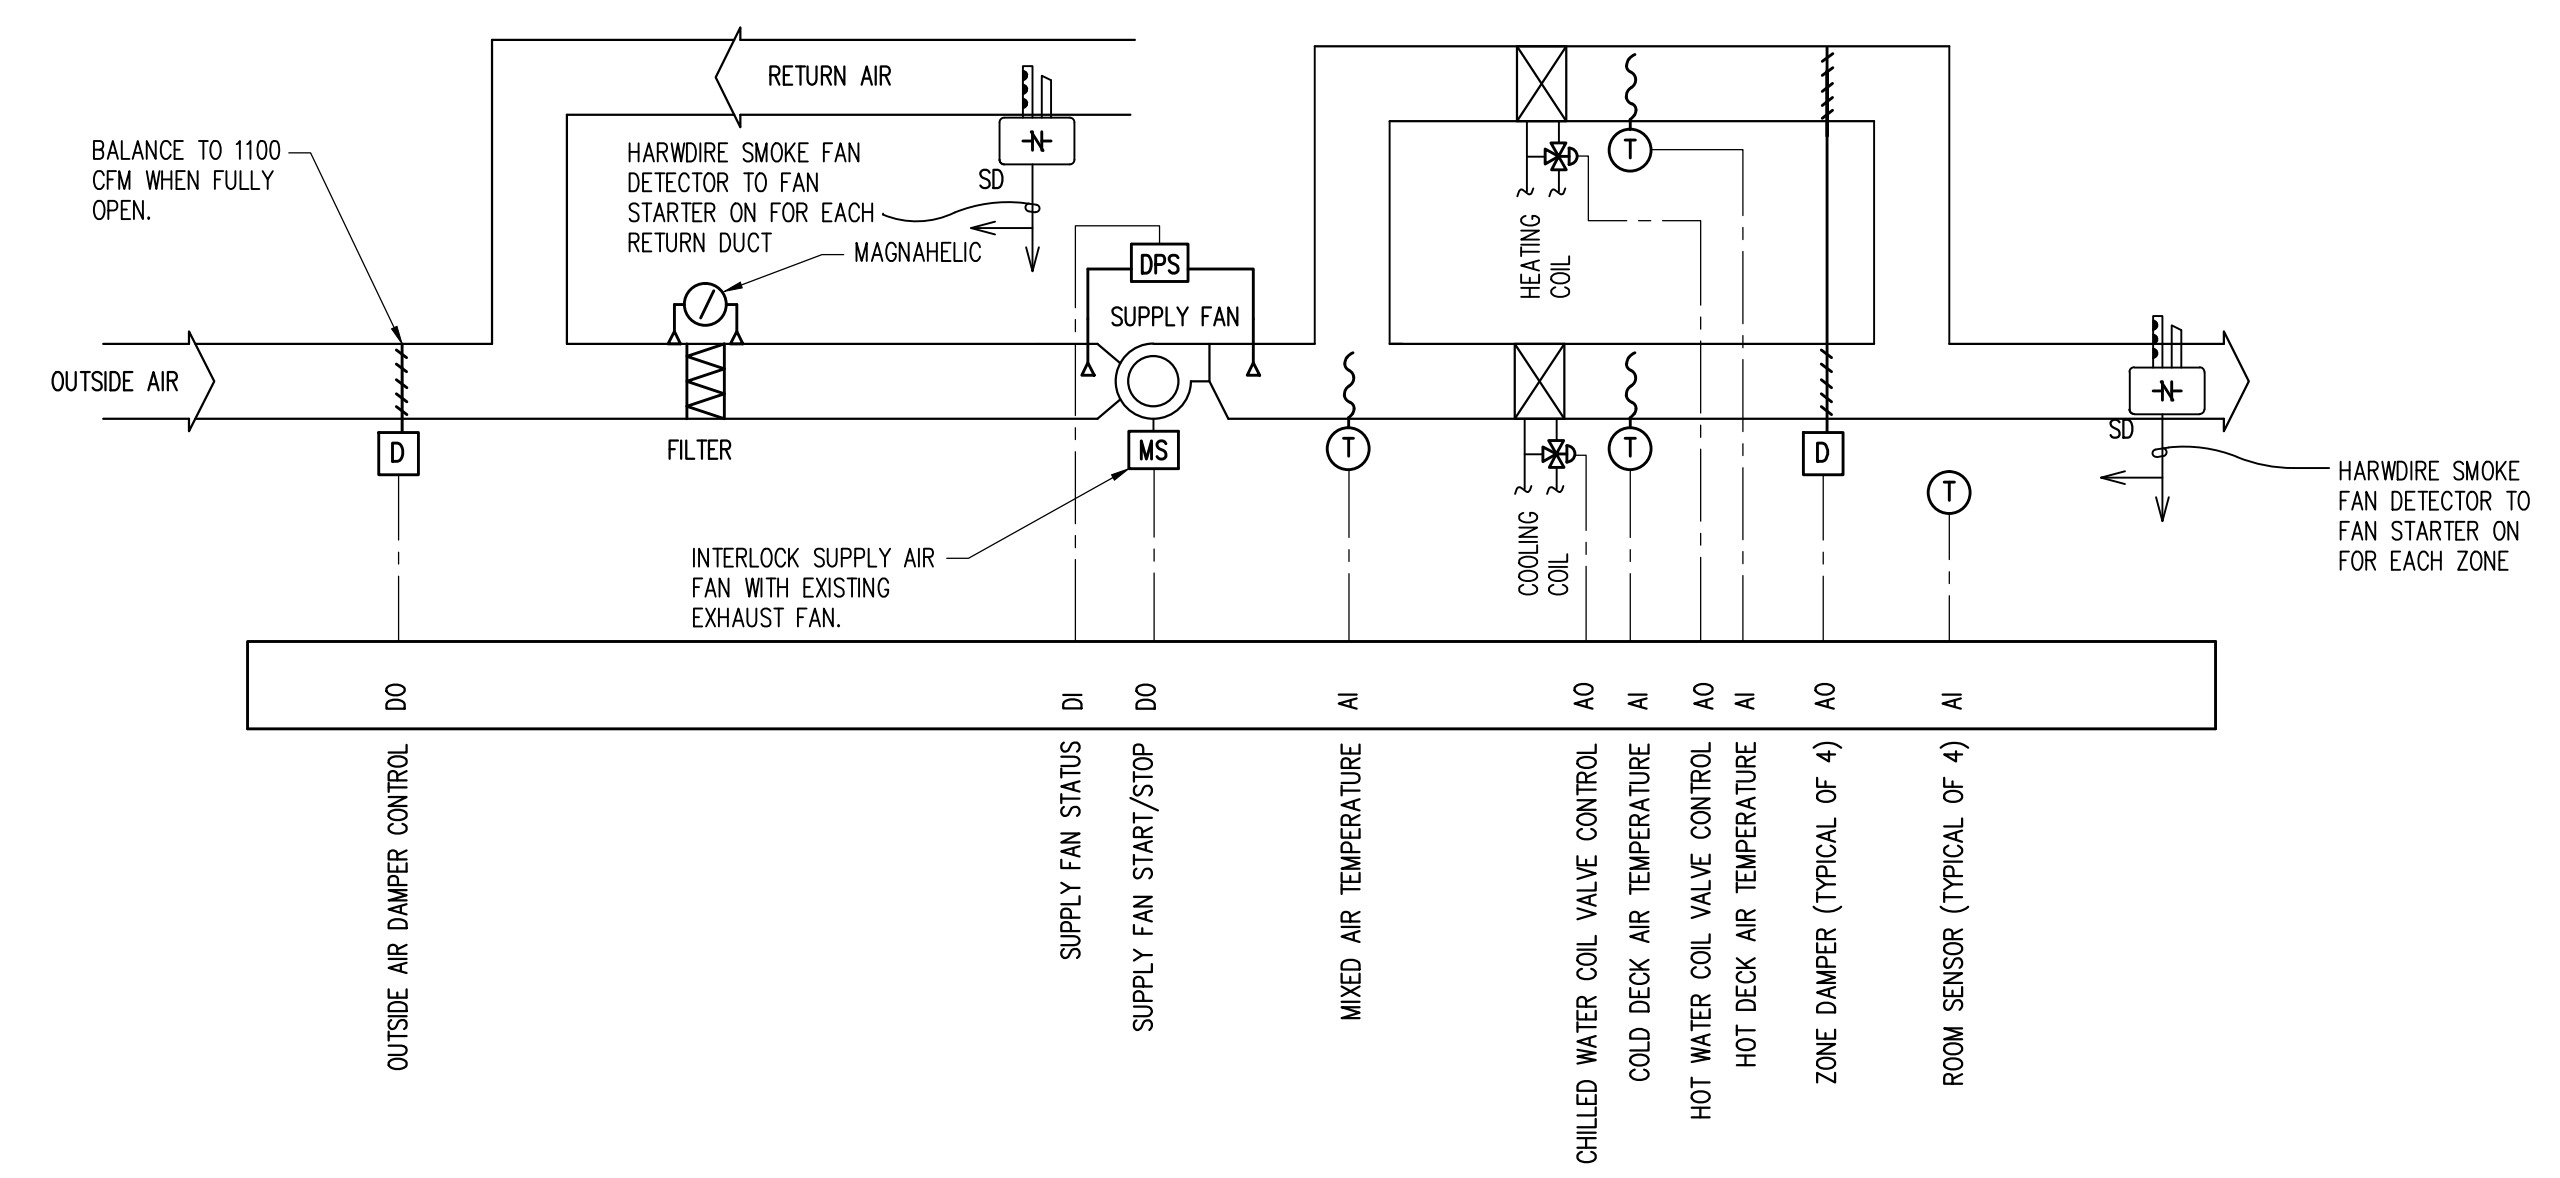 RETURN AIR
BALANCE TO 1100
CFM WHEN FULLY
OPEN.
HARWDIRE SMOKE FAN
DETECTOR TO FAN
STARTER ON FOR EACH
RETURN DUCT
N
SD
MAGNAHELIC
DPS
SUPPLY FAN
T
HEATING
COIL
OUTSIDE AIR
D
FILTER
MS
T
T
D
T
COOLING
COIL
N
SD
HARWDIRE SMOKE
FAN DETECTOR TO
FAN STARTER ON
FOR EACH ZONE
INTERLOCK SUPPLY AIR
FAN WITH EXISTING
EXHAUST FAN.
DO
DI
DO
AI
AO
AI
AO
AI
AO
AI
OUTSIDE AIR DAMPER CONTROL
SUPPLY FAN STATUS
SUPPLY FAN START/STOP
MIXED AIR TEMPERATURE
CHILLED WATER COIL VALVE CONTROL
COLD DECK AIR TEMPERATURE
HOT WATER COIL VALVE CONTROL
HOT DECK AIR TEMPERATURE
ZONE DAMPER (TYPICAL OF 4)
ROOM SENSOR (TYPICAL OF 4)